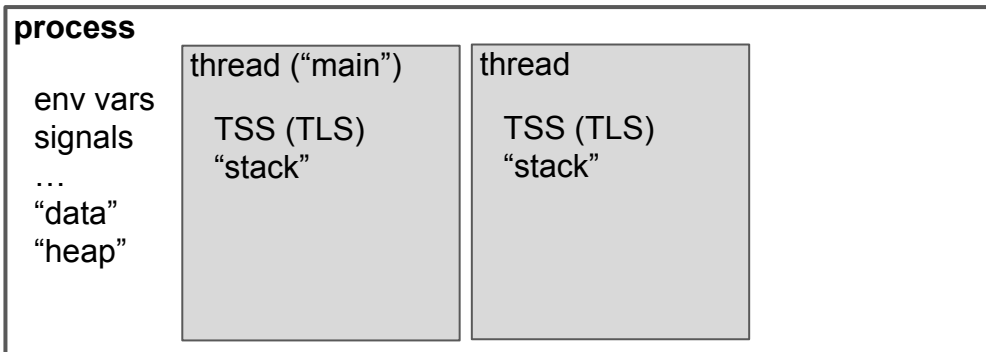 process
env vars
signals
…
“data”
“heap”
thread (“main”)
TSS (TLS)
“stack”
thread
TSS (TLS)
“stack”